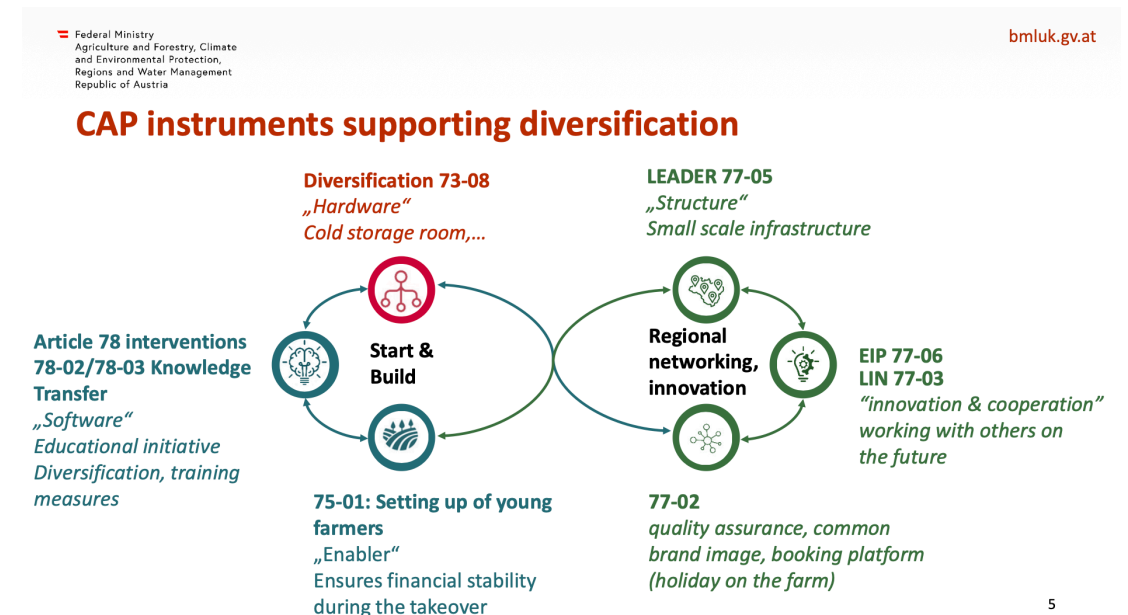 Federal Ministry
Agriculture and Forestry, Climate
and Environmental Protection,
Regions and Water Management
Republic of Austria
bmluk.gv.at
CAP instruments supporting diversification
Diversification 73-08
„Hardware“
Cold storage room,...
LEADER 77-05
„Structure“
Small scale infrastructure
Article 78 interventions
78-02/78-03 Knowledge
Transfer
„Software“
Educational initiative
Diversification, training
measures
Start &
Build
Regional
networking,
innovation
EIP 77-06
LIN 77-03
“innovation & cooperation”
working with others on
the future
75-01: Setting up of young
farmers
„Enabler“
Ensures financial stability
during the takeover
77-02
quality assurance, common
brand image, booking platform
(holiday on the farm)
5